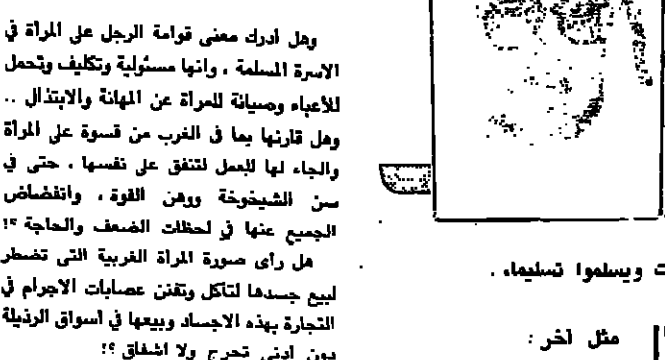 وهل أدرك معنى قوامة الرجل على المرأة في
الاسرة المسلمة ، وانها مسئولية وتكليف وتحمل
للأعباء وصيانة للمرأة عن المهانة والابتذال ..
وهل قارنها بما في الغرب من قسوة على المرأة
والجاء لها للعمل لتنفق على نفسها ، حتى في
سن الشيخوخة ووهن القوة ، وانفضاض
الجميع عنها في لحظات الضعف والحاجة ؟!
هل رأى صورة المرأة الغربية التى تضطر
لبيع جسدها لتاكل وتفنن عصابات الاجرام في
التجارة بهذه الاجساد وبيعها في أسواق الرذيلة
بدون أدنى تحرج ولا اشفاق ؟!
ويسلموا تسليما» .
مثل آخر :